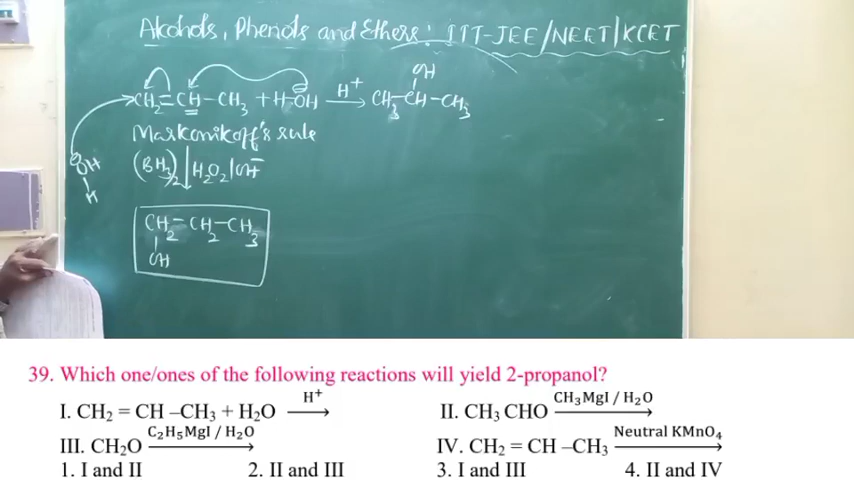 Alcohols, Phenols and Ethers: IIT-JEE/NEET/KCET
OH
CH₂=CH-CH₃ + H-OH —H⁺→ CH₃-CH-CH₃
Markonikoff's rule
OH
H
(BH₃)₂ | H₂O₂/OH⁻
CH₂-CH₂-CH₃
OH
39. Which one/ones of the following reactions will yield 2-propanol?
I. CH₂ = CH –CH₃ + H₂O —H⁺→ II. CH₃ CHO —CH₃MgI / H₂O→
III. CH₂O —C₂H₅MgI / H₂O→ IV. CH₂ = CH –CH₃ —Neutral KMnO₄→
1. I and II 2. II and III 3. I and III 4. II and IV